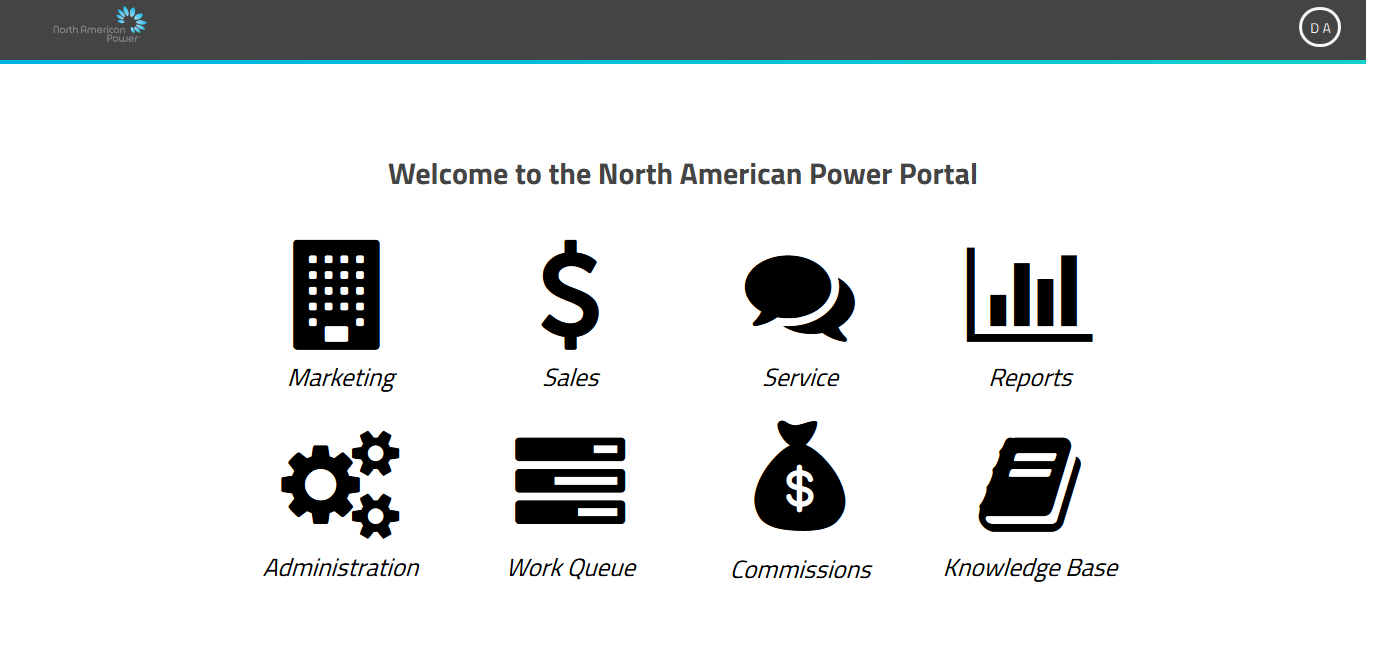 North American
Power
D A
Welcome to the North American Power Portal
Marketing
Sales
Service
Reports
$
Administration
Work Queue
Commissions
Knowledge Base